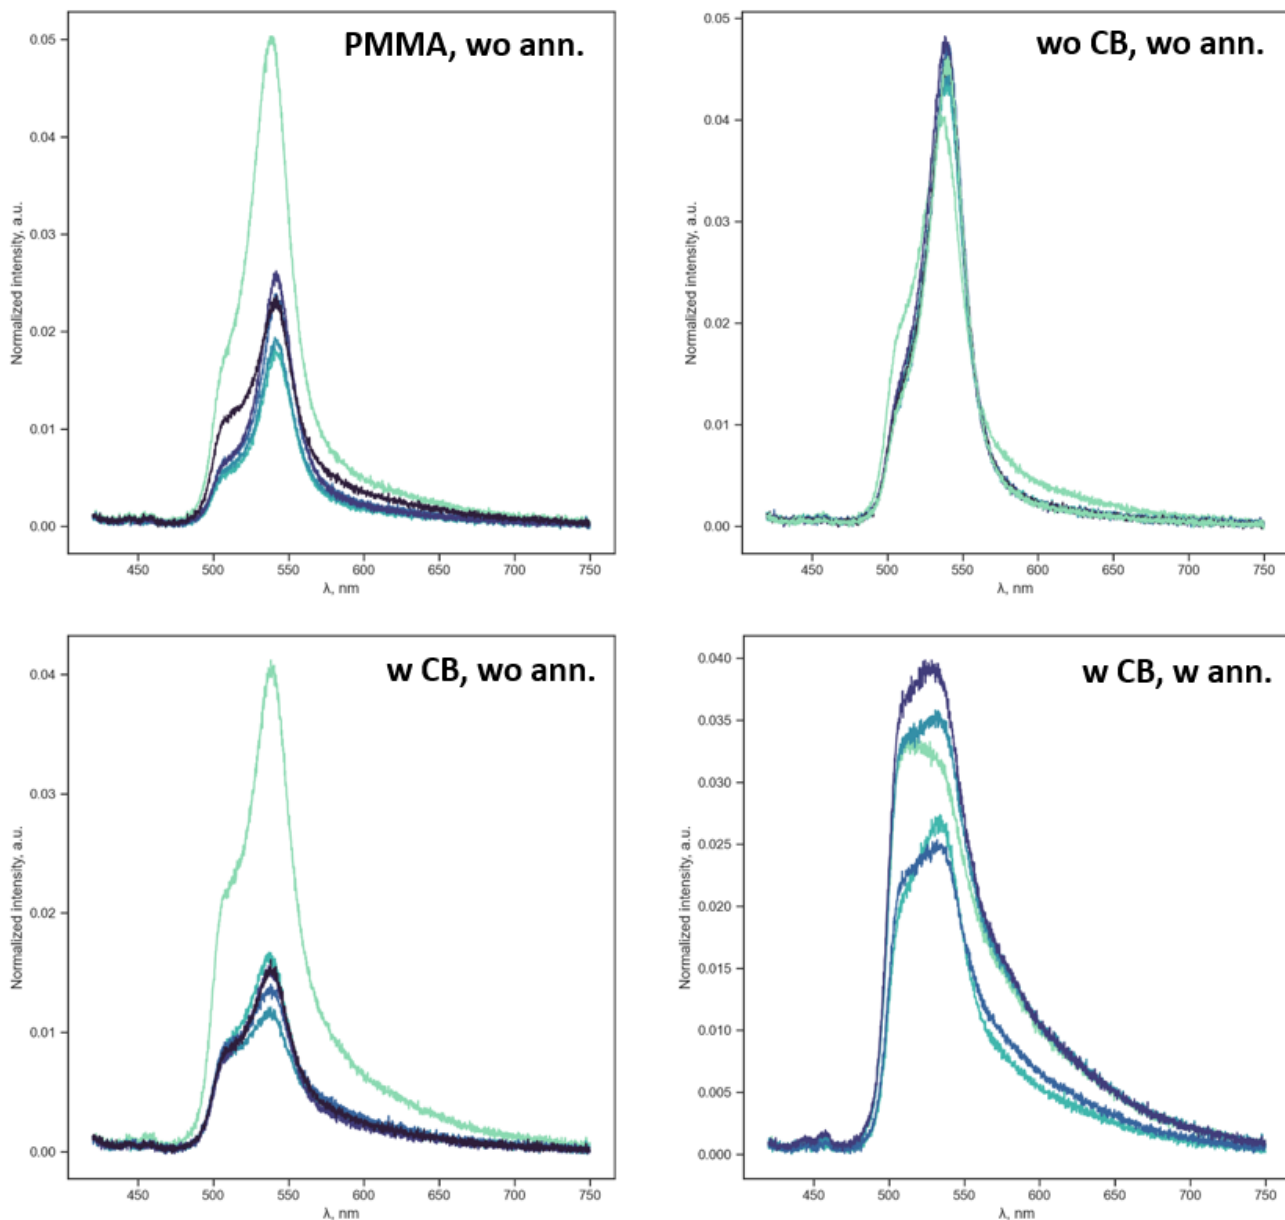 PMMA, wo ann.
0.05
0.04
0.03
0.02
0.01
0.00
Normalized intensity, a.u.
450 500 550 600 650 700 750
λ, nm
wo CB, wo ann.
0.05
0.04
0.03
0.02
0.01
0.00
Normalized intensity, a.u.
450 500 550 600 650 700 750
λ, nm
w CB, wo ann.
0.04
0.03
0.02
0.01
0.00
Normalized intensity, a.u.
450 500 550 600 650 700 750
λ, nm
w CB, w ann.
0.040
0.035
0.030
0.025
0.020
0.015
0.010
0.005
0.000
Normalized intensity, a.u.
450 500 550 600 650 700 750
λ, nm